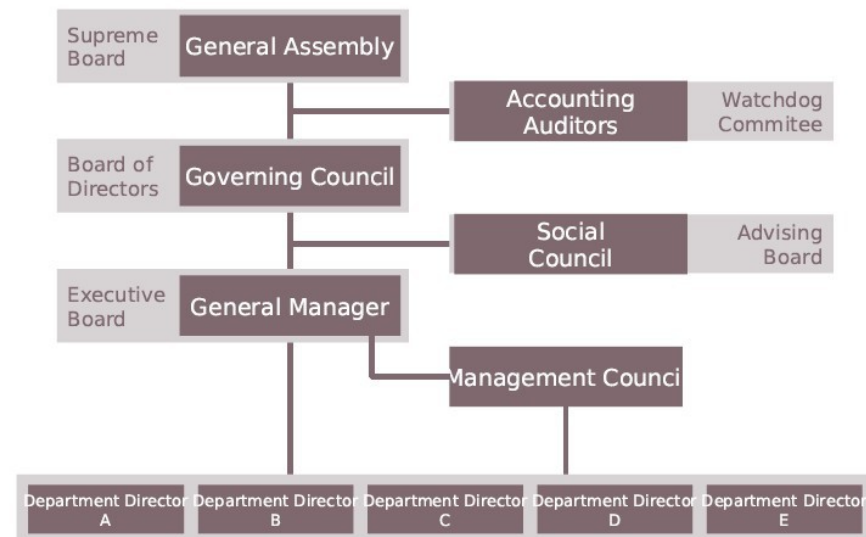 Supreme
Board
General Assembly
Accounting
Auditors
Watchdog
Commitee
Board of
Directors
Governing Council
Social
Council
Advising
Board
Executive
Board
General Manager
Management Counci
Department Director
A
Department Director
B
Department Director
C
Department Director
D
Department Director
E